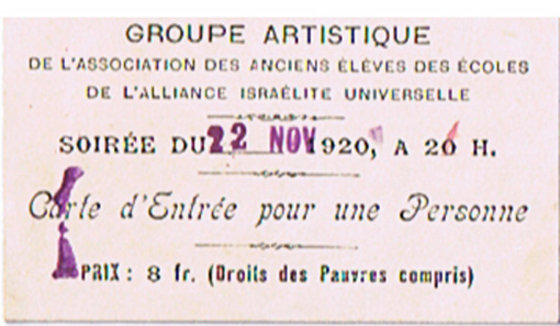 GROUPE ARTISTIQUE
DE L'ASSOCIATION DES ANCIENS ÉLÈVES DES ÉCOLES
DE L'ALLIANCE ISRAÉLITE UNIVERSELLE
SOIRÉE DU 22 NOV 1920, A 20 H.
Carte d'Entrée pour une Personne
PRIX : 8 fr. (Droits des Pauvres compris)